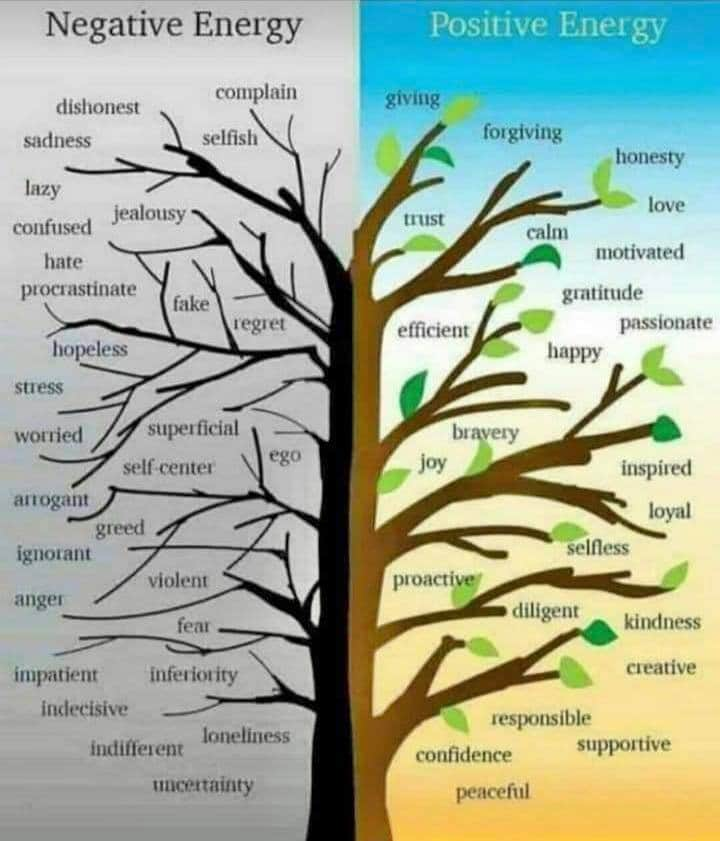 Negative Energy
Positive Energy
complain
dishonest
sadness
selfish
lazy
jealousy
confused
hate
procrastinate
fake
regret
hopeless
stress
superficial
worried
ego
self-center
arrogant
greed
ignorant
violent
anger
fear
impatient
inferiority
indecisive
loneliness
indifferent
uncertainty
giving
forgiving
honesty
love
trust
calm
motivated
gratitude
passionate
efficient
happy
bravery
joy
inspired
loyal
selfless
proactive
diligent
kindness
creative
responsible
supportive
confidence
peaceful